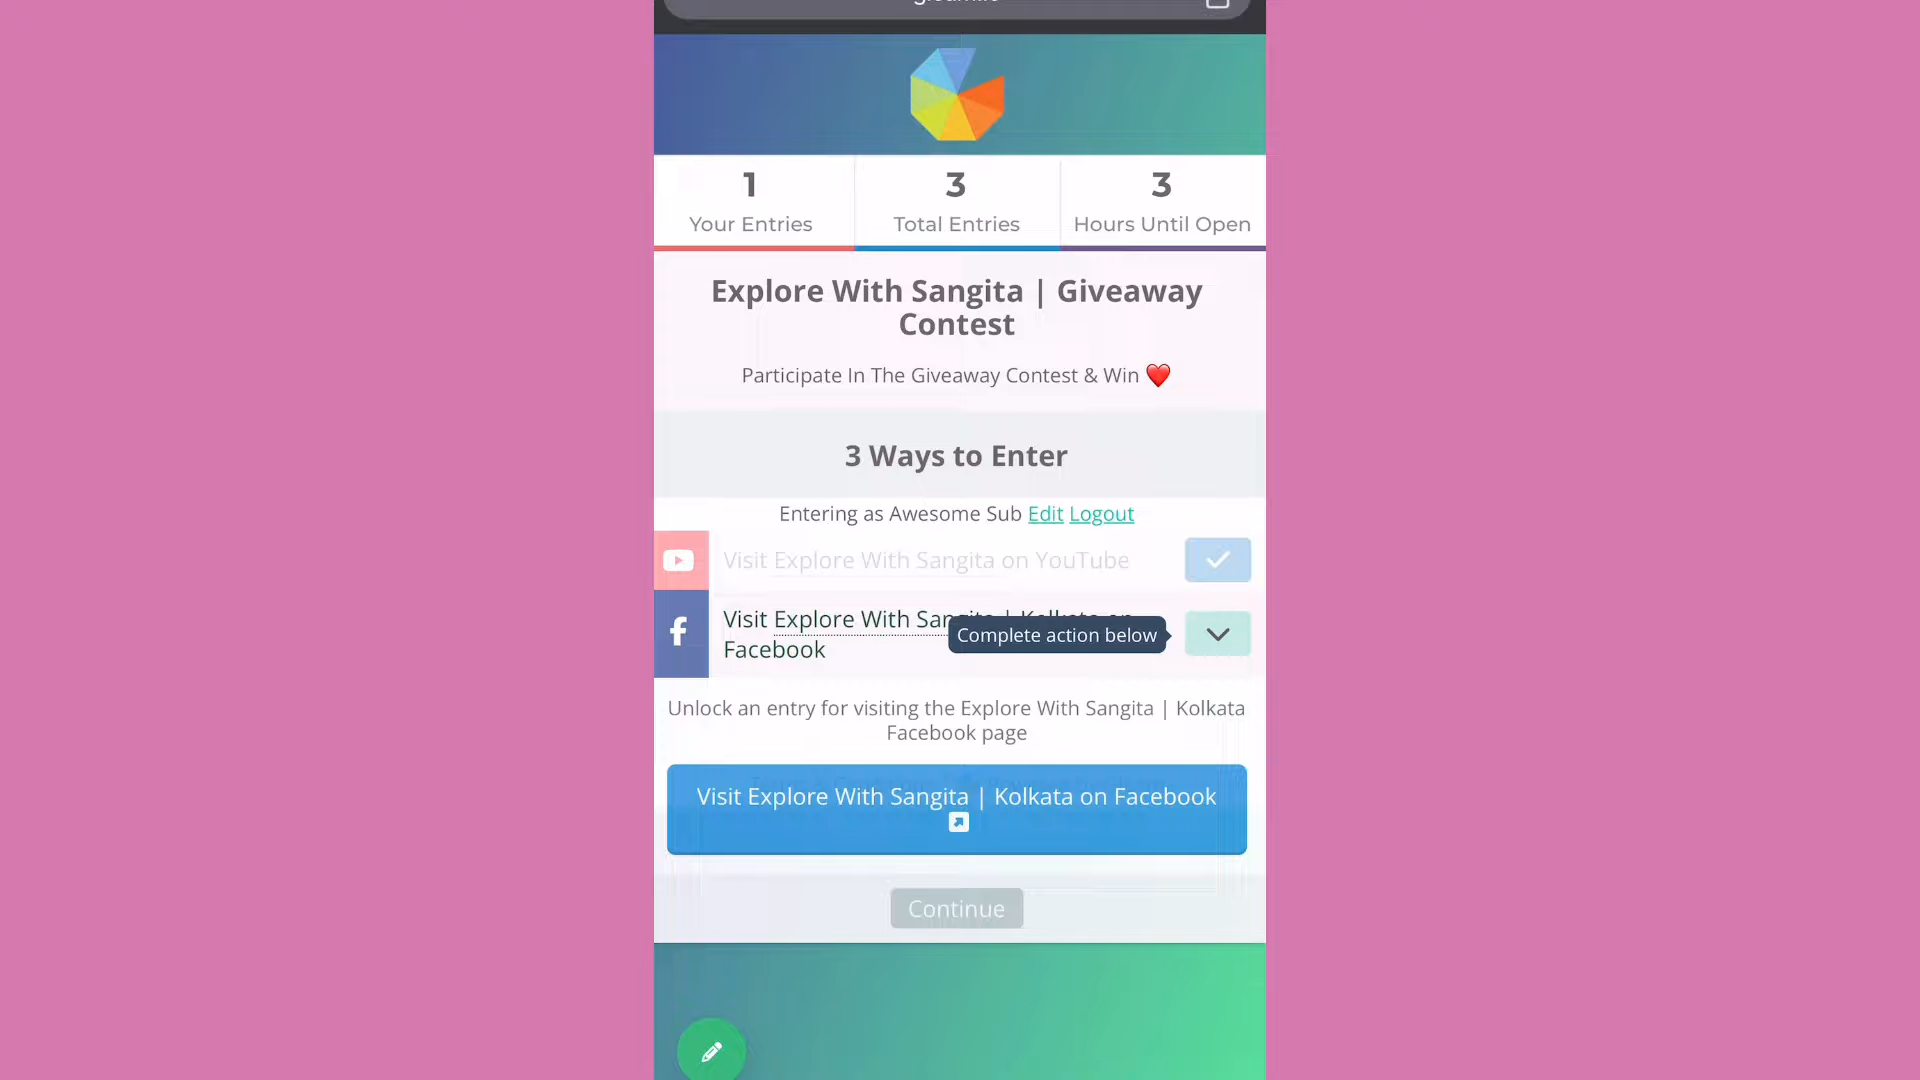 1
Your Entries
3
Total Entries
3
Hours Until Open
Explore With Sangita | Giveaway
Contest
Participate In The Giveaway Contest & Win ❤️
3 Ways to Enter
Entering as Awesome Sub Edit Logout
Visit Explore With Sangita on YouTube
Visit Explore With Sangita | Kolkata on
Facebook
Complete action below
Unlock an entry for visiting the Explore With Sangita | Kolkata
Facebook page
Visit Explore With Sangita | Kolkata on Facebook
Continue